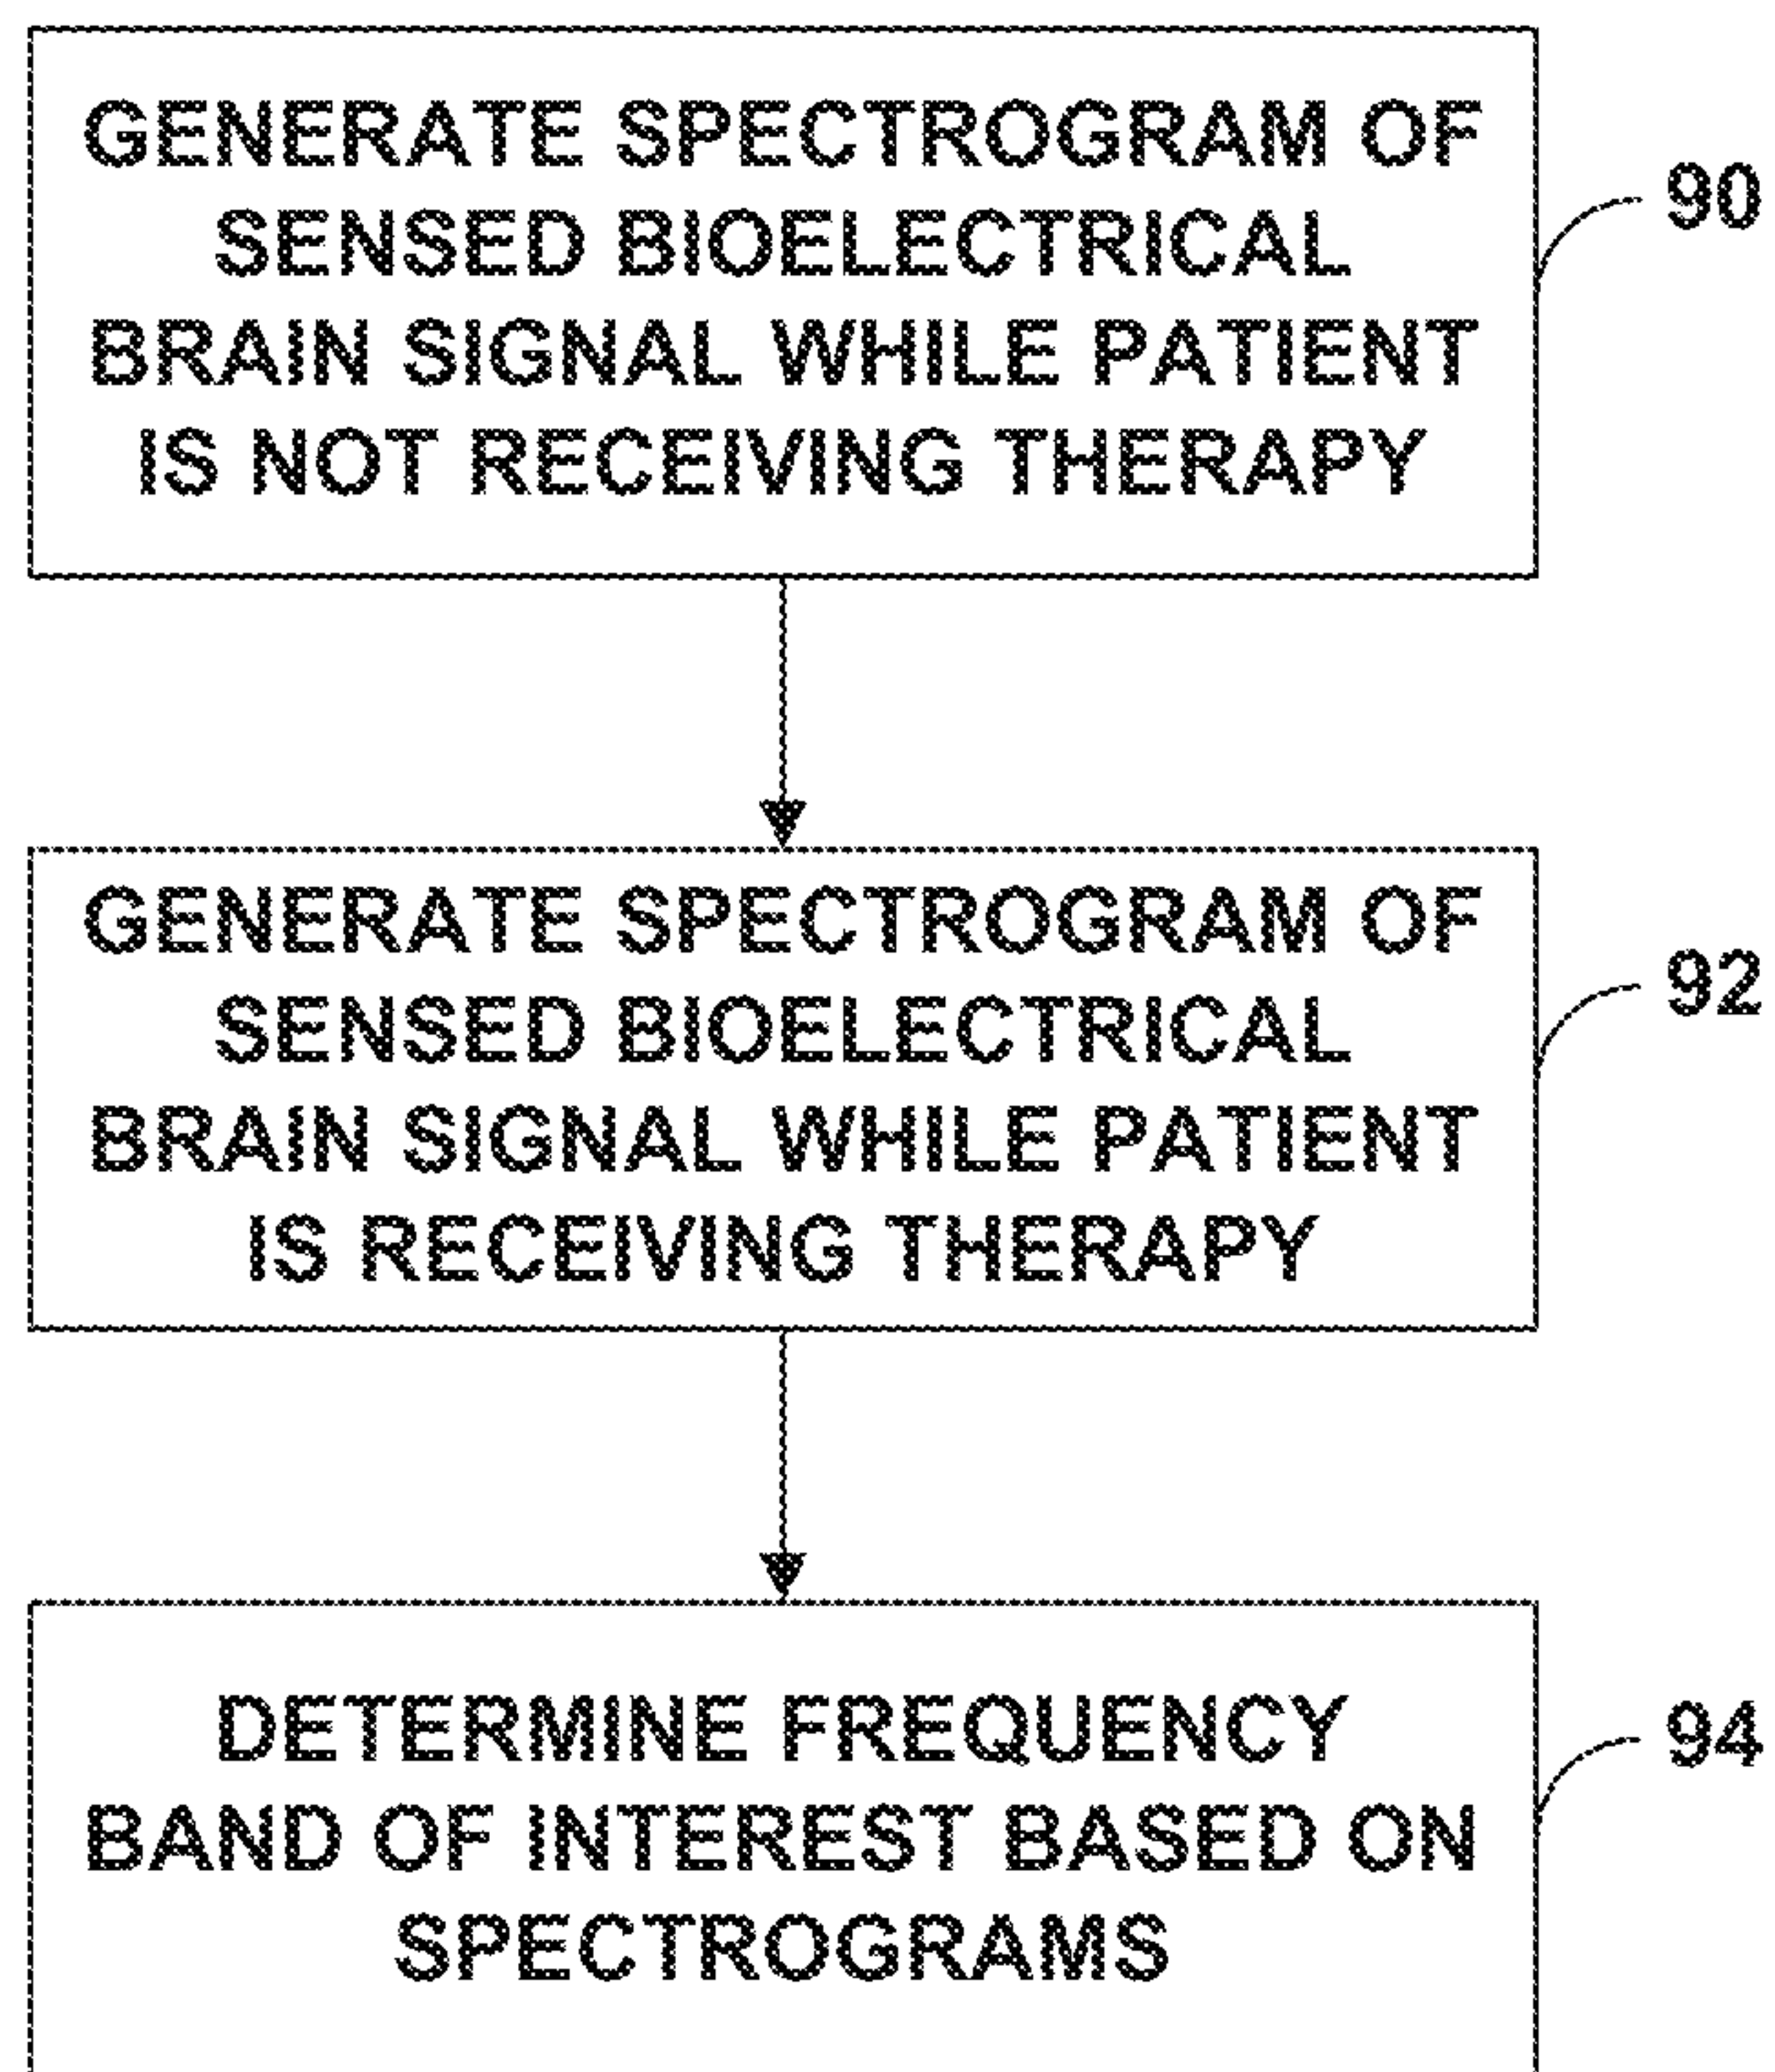 GENERATE SPECTROGRAM OF
SENSED BIOELECTRICAL
BRAIN SIGNAL WHILE PATIENT
IS NOT RECEIVING THERAPY
90
GENERATE SPECTROGRAM OF
SENSED BIOELECTRICAL
BRAIN SIGNAL WHILE PATIENT
IS RECEIVING THERAPY
92
DETERMINE FREQUENCY
BAND OF INTEREST BASED ON
SPECTROGRAMS
94